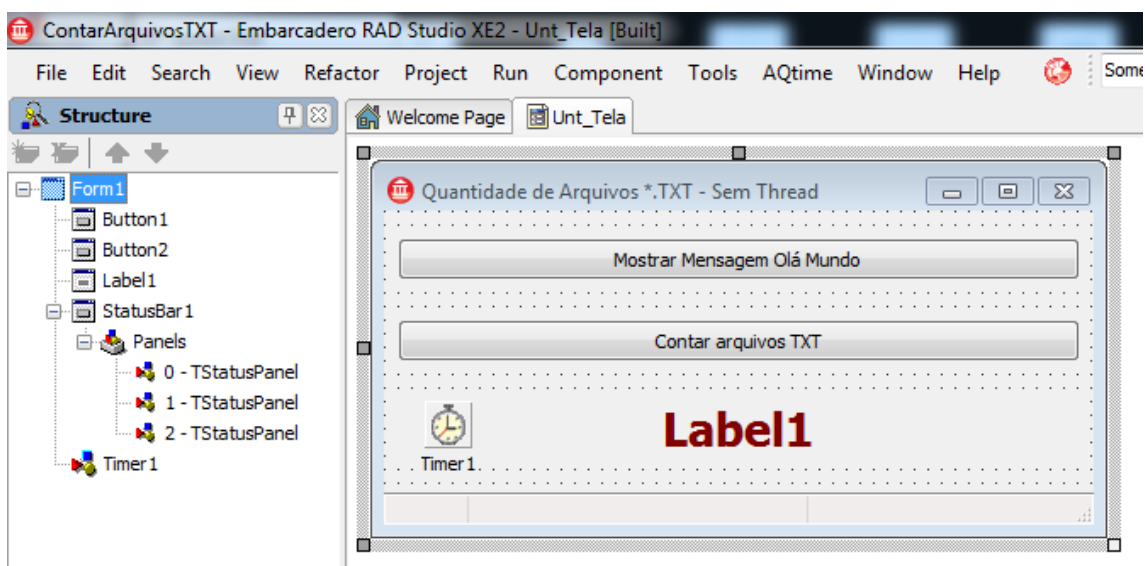 ContarArquivosTXT - Embarcadero RAD Studio XE2 - Unt_Tela [Built]
File Edit Search View Refactor Project Run Component Tools AQtime Window Help
Structure
Welcome Page Unt_Tela
Form1
Button1
Button2
Label1
StatusBar1
Panels
0 - TStatusPanel
1 - TStatusPanel
2 - TStatusPanel
Timer1
Quantidade de Arquivos *.TXT - Sem Thread
Mostrar Mensagem Olá Mundo
Contar arquivos TXT
Label1
Timer1